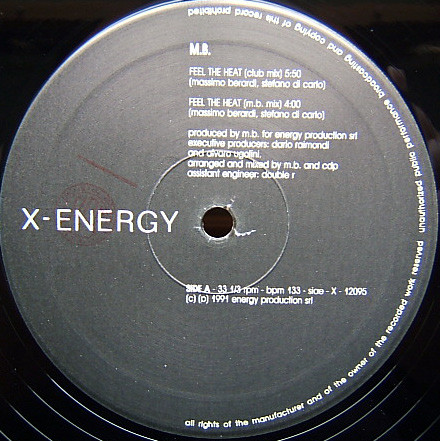 M.B.
FEEL THE HEAT (club mix) 5:50
(massimo berardi, stefano di carlo)
FEEL THE HEAT (m.b. mix) 4:00
(massimo berardi, stefano di carlo)
produced by m.b. for energy production srl
executive producers: dario raimondi
and alvaro ugolini.
arranged and mixed by m.b. and cdp
assistant engineer: double r
X-ENERGY
SIDE A - 33 1/3 rpm - bpm 133 - siae - X - 12095
(c) (p) 1991 energy production srl
all rights of the manufacturer and of the owner of the recorded work reserved unauthorized public performance broadcasting and copying of this record prohibited